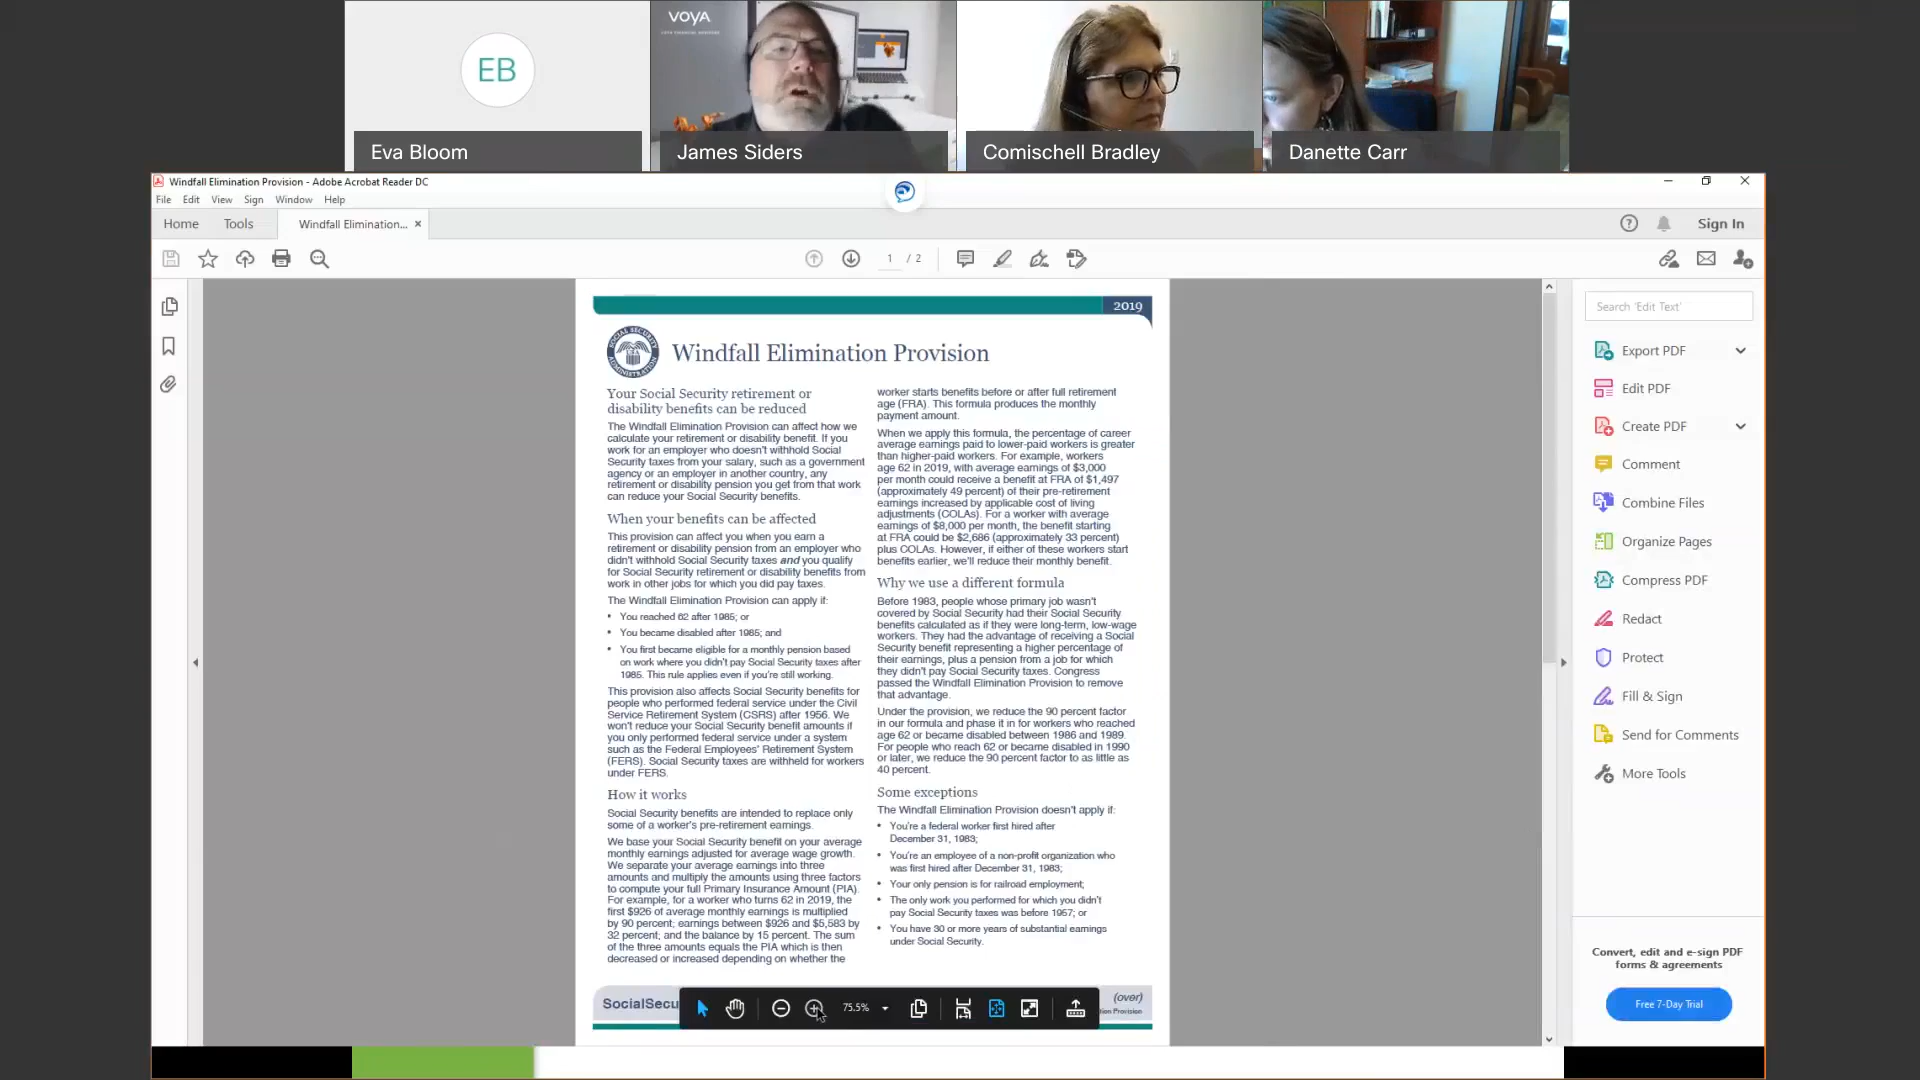 EB
VOYA
Eva Bloom
James Siders
Comischell Bradley
Danette Carr
Windfall Elimination Provision - Adobe Acrobat Reader DC
File Edit View Sign Window Help
Home Tools Windfall Elimination... ×
Sign In
1 / 2
Search 'Edit Text'
Export PDF
Edit PDF
Create PDF
Comment
Combine Files
Organize Pages
Compress PDF
Redact
Protect
Fill & Sign
Send for Comments
More Tools
Convert, edit and e-sign PDF
forms & agreements
Free 7-Day Trial
2019
Windfall Elimination Provision
Your Social Security retirement or
disability benefits can be reduced
The Windfall Elimination Provision can affect how we
calculate your retirement or disability benefit. If you
work for an employer who doesn't withhold Social
Security taxes from your salary, such as a government
agency or an employer in another country, any
retirement or disability pension you get from that work
can reduce your Social Security benefits.
When your benefits can be affected
This provision can affect you when you earn a
retirement or disability pension from an employer who
didn't withhold Social Security taxes and you qualify
for Social Security retirement or disability benefits from
work in other jobs for which you did pay taxes.
The Windfall Elimination Provision can apply if:
• You reached 62 after 1985; or
• You became disabled after 1985; and
• You first became eligible for a monthly pension based
on work where you didn't pay Social Security taxes after
1985. This rule applies even if you're still working.
This provision also affects Social Security benefits for
people who performed federal service under the Civil
Service Retirement System (CSRS) after 1956. We
won't reduce your Social Security benefit amounts if
you only performed federal service under a system
such as the Federal Employees' Retirement System
(FERS). Social Security taxes are withheld for workers
under FERS.
How it works
Social Security benefits are intended to replace only
some of a worker's pre-retirement earnings.
We base your Social Security benefit on your average
monthly earnings adjusted for average wage growth.
We separate your average earnings into three
amounts and multiply the amounts using three factors
to compute your full Primary Insurance Amount (PIA).
For example, for a worker who turns 62 in 2019, the
first $926 of average monthly earnings is multiplied
by 90 percent; earnings between $926 and $5,583 by
32 percent; and the balance by 15 percent. The sum
of the three amounts equals the PIA which is then
decreased or increased depending on whether the
worker starts benefits before or after full retirement
age (FRA). This formula produces the monthly
payment amount.
When we apply this formula, the percentage of career
average earnings paid to lower-paid workers is greater
than higher-paid workers. For example, workers
age 62 in 2019, with average earnings of $3,000
per month could receive a benefit at FRA of $1,497
(approximately 49 percent) of their pre-retirement
earnings increased by applicable cost of living
adjustments (COLAs). For a worker with average
earnings of $8,000 per month, the benefit starting
at FRA could be $2,686 (approximately 33 percent)
plus COLAs. However, if either of these workers start
benefits earlier, we'll reduce their monthly benefit.
Why we use a different formula
Before 1983, people whose primary job wasn't
covered by Social Security had their Social Security
benefits calculated as if they were long-term, low-wage
workers. They had the advantage of receiving a Social
Security benefit representing a higher percentage of
their earnings, plus a pension from a job for which
they didn't pay Social Security taxes. Congress
passed the Windfall Elimination Provision to remove
that advantage.
Under the provision, we reduce the 90 percent factor
in our formula and phase it in for workers who reached
age 62 or became disabled between 1986 and 1989.
For people who reach 62 or became disabled in 1990
or later, we reduce the 90 percent factor to as little as
40 percent.
Some exceptions
The Windfall Elimination Provision doesn't apply if:
• You're a federal worker first hired after
December 31, 1983;
• You're an employee of a non-profit organization who
was first hired after December 31, 1983;
• Your only pension is for railroad employment;
• The only work you performed for which you didn't
pay Social Security taxes was before 1957; or
• You have 30 or more years of substantial earnings
under Social Security.
SocialSecu
75.5%
(over)
Provision